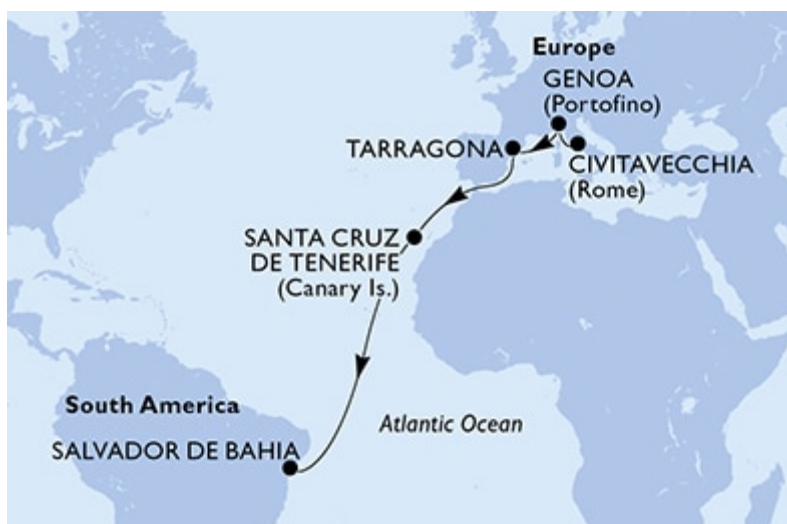 Europe
GENOA
(Portofino)
TARRAGONA
CIVITAVECCHIA
(Rome)
SANTA CRUZ
DE TENERIFE
(Canary Is.)
South America
Atlantic Ocean
SALVADOR DE BAHIA